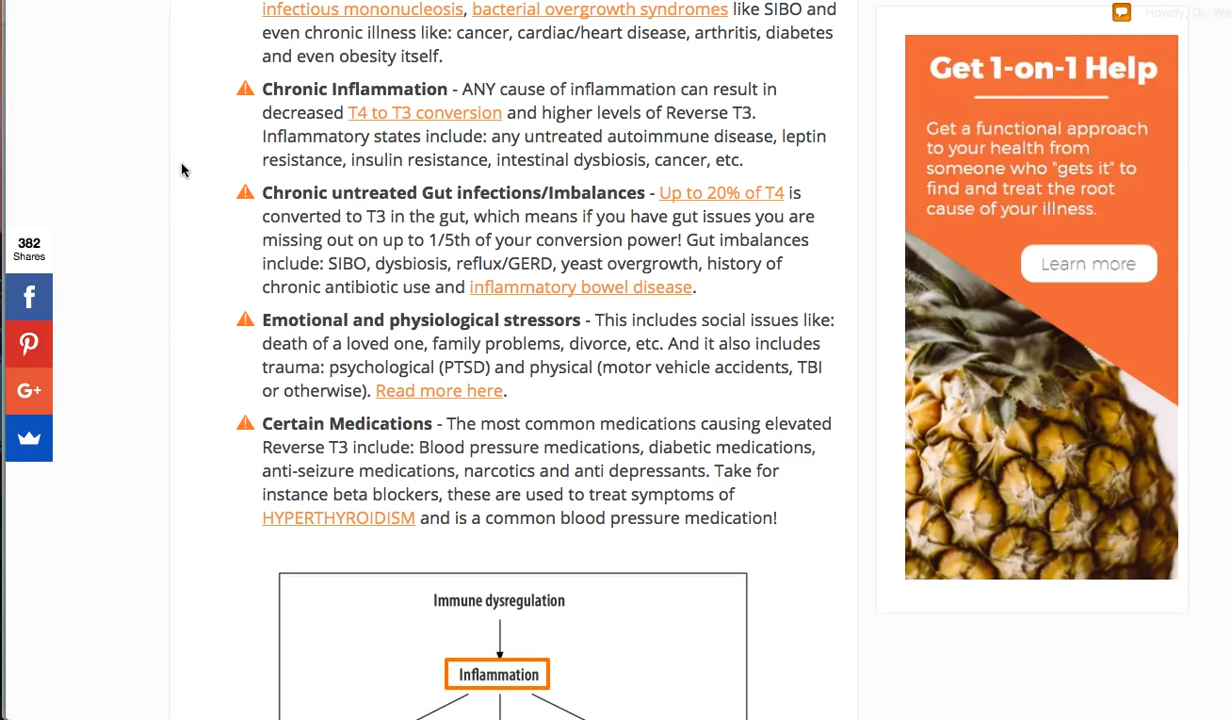 infectious mononucleosis, bacterial overgrowth syndromes like SIBO and
even chronic illness like: cancer, cardiac/heart disease, arthritis, diabetes
and even obesity itself.
Chronic Inflammation - ANY cause of inflammation can result in
decreased T4 to T3 conversion and higher levels of Reverse T3.
Inflammatory states include: any untreated autoimmune disease, leptin
resistance, insulin resistance, intestinal dysbiosis, cancer, etc.
Chronic untreated Gut infections/Imbalances - Up to 20% of T4 is
converted to T3 in the gut, which means if you have gut issues you are
missing out on up to 1/5th of your conversion power! Gut imbalances
include: SIBO, dysbiosis, reflux/GERD, yeast overgrowth, history of
chronic antibiotic use and inflammatory bowel disease.
Emotional and physiological stressors - This includes social issues like:
death of a loved one, family problems, divorce, etc. And it also includes
trauma: psychological (PTSD) and physical (motor vehicle accidents, TBI
or otherwise). Read more here.
Certain Medications - The most common medications causing elevated
Reverse T3 include: Blood pressure medications, diabetic medications,
anti-seizure medications, narcotics and anti depressants. Take for
instance beta blockers, these are used to treat symptoms of
HYPERTHYROIDISM and is a common blood pressure medication!
Immune dysregulation
Inflammation
382
Shares
f
G+
Howdy, Dr. We
Get 1-on-1 Help
Get a functional approach
to your health from
someone who "gets it" to
find and treat the root
cause of your illness.
Learn more